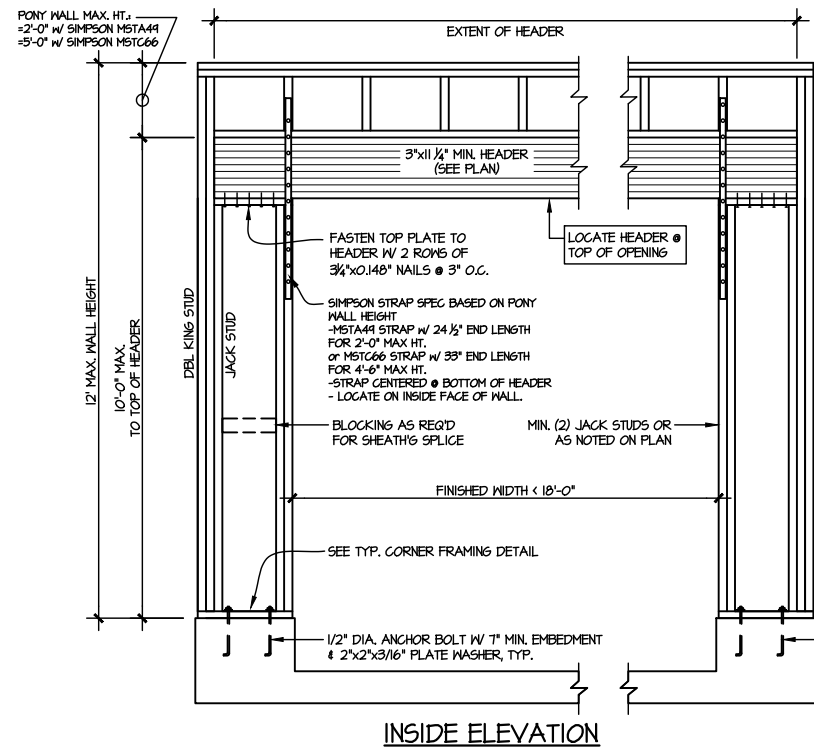 PONY WALL MAX. HT.:
=2'-0" W/ SIMPSON MSTA49
=5'-0" W/ SIMPSON MSTC66
EXTENT OF HEADER
3"x11 1/4" MIN. HEADER
(SEE PLAN)
FASTEN TOP PLATE TO
HEADER W/ 2 ROWS OF
3 1/4"x0.148" NAILS @ 3" O.C.
LOCATE HEADER @
TOP OF OPENING
SIMPSON STRAP SPEC BASED ON PONY
WALL HEIGHT
-MSTA49 STRAP w/ 24 1/2" END LENGTH
FOR 2'-0" MAX HT.
or MSTC66 STRAP w/ 33" END LENGTH
FOR 4'-6" MAX HT.
-STRAP CENTERED @ BOTTOM OF HEADER
- LOCATE ON INSIDE FACE OF WALL.
12' MAX. WALL HEIGHT
10'-0" MAX.
TO TOP OF HEADER
DBL KING STUD
JACK STUD
BLOCKING AS REQ'D
FOR SHEATH'G SPLICE
MIN. (2) JACK STUDS OR
AS NOTED ON PLAN
FINISHED WIDTH < 18'-0"
SEE TYP. CORNER FRAMING DETAIL
1/2" DIA. ANCHOR BOLT W/ 7" MIN. EMBEDMENT
& 2"x2"x3/16" PLATE WASHER, TYP.
INSIDE ELEVATION